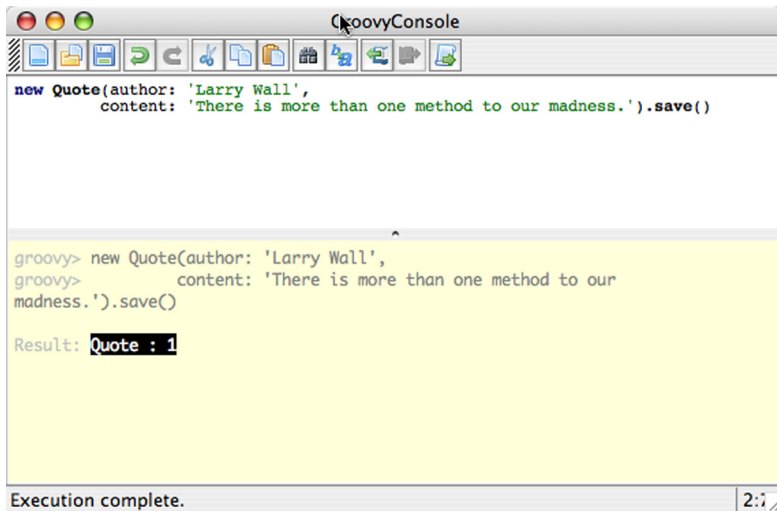 GroovyConsole
new Quote(author: 'Larry Wall',
content: 'There is more than one method to our madness.').save()
groovy> new Quote(author: 'Larry Wall',
groovy> content: 'There is more than one method to our
madness.').save()
Result: Quote : 1
Execution complete.